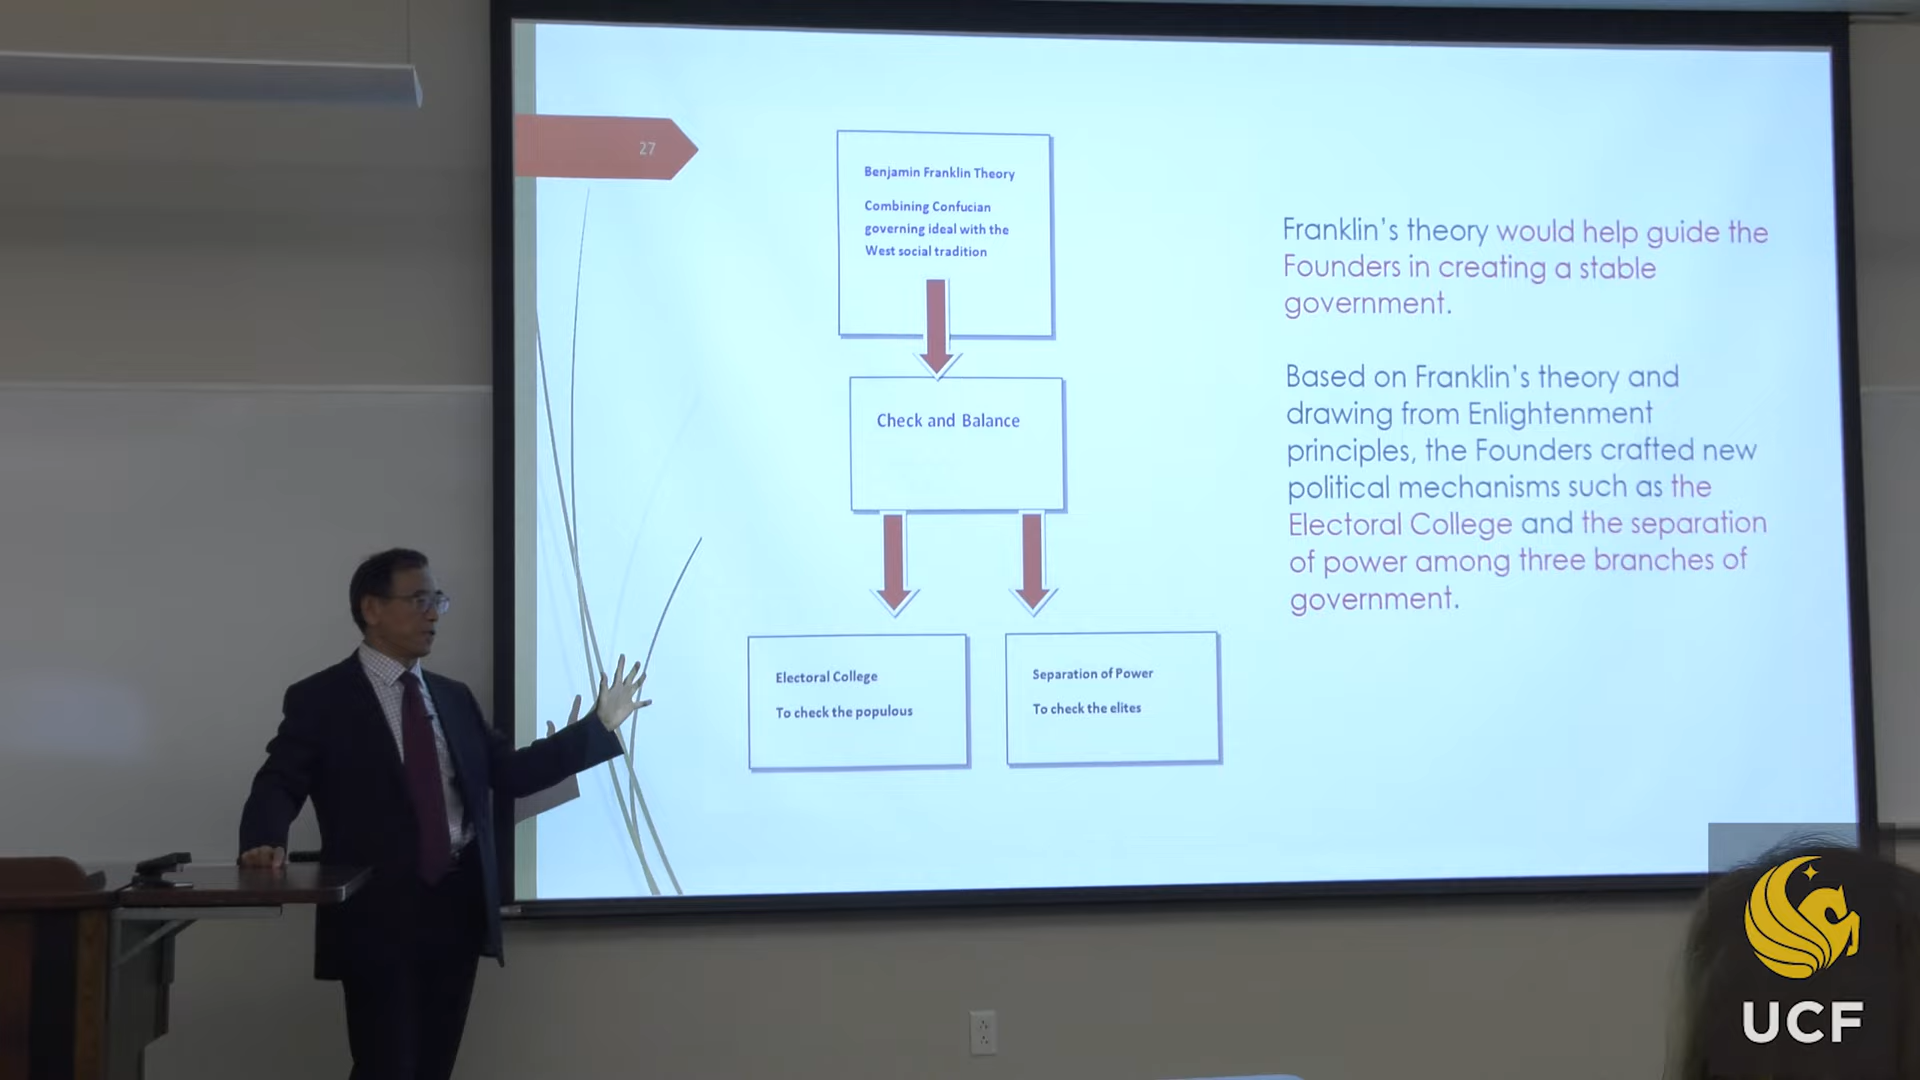 27
Benjamin Franklin Theory
Combining Confucian
governing ideal with the
West social tradition
Check and Balance
Electoral College
To check the populous
Separation of Power
To check the elites
Franklin's theory would help guide the
Founders in creating a stable
government.
Based on Franklin's theory and
drawing from Enlightenment
principles, the Founders crafted new
political mechanisms such as the
Electoral College and the separation
of power among three branches of
government.
UCF